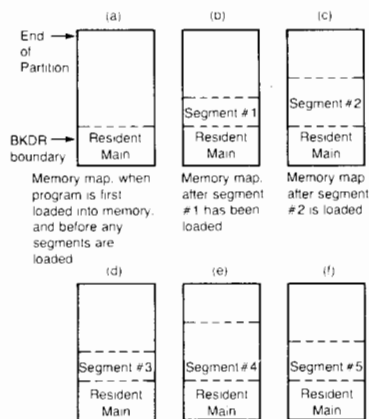 (a)
(b)
(c)
End
of
Partition
BKDR
boundary
Resident
Main
Segment #1
Resident
Main
Segment #2
Resident
Main
Memory map, when
program is first
loaded into memory,
and before any
segments are
loaded
Memory map,
after segment
#1 has been
loaded
Memory map
after segment
#2 is loaded
(d)
(e)
(f)
Segment #3
Resident
Main
Segment #4
Resident
Main
Segment #5
Resident
Main